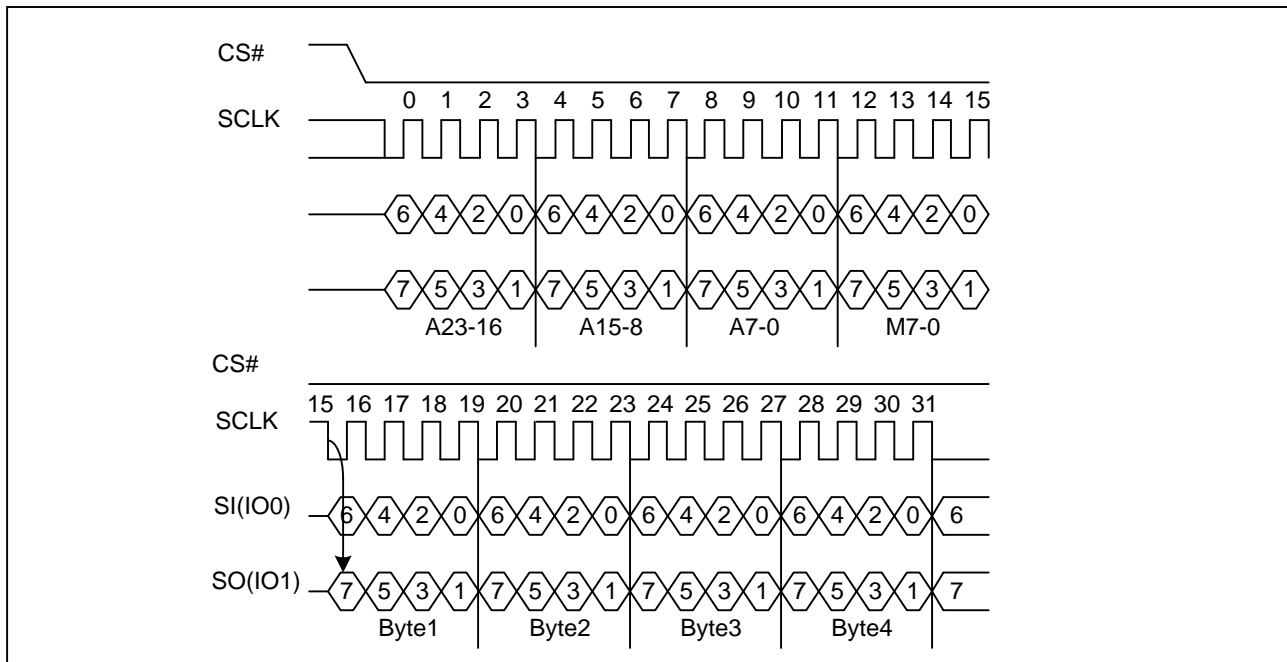 CS#
0 1 2 3 4 5 6 7 8 9 10 11 12 13 14 15
SCLK
6 4 2 0 6 4 2 0 6 4 2 0 6 4 2 0
7 5 3 1 7 5 3 1 7 5 3 1 7 5 3 1
A23-16 A15-8 A7-0 M7-0
CS#
15 16 17 18 19 20 21 22 23 24 25 26 27 28 29 30 31
SCLK
SI(IO0) 6 4 2 0 6 4 2 0 6 4 2 0 6 4 2 0 6
SO(IO1) 7 5 3 1 7 5 3 1 7 5 3 1 7 5 3 1 7
Byte1 Byte2 Byte3 Byte4